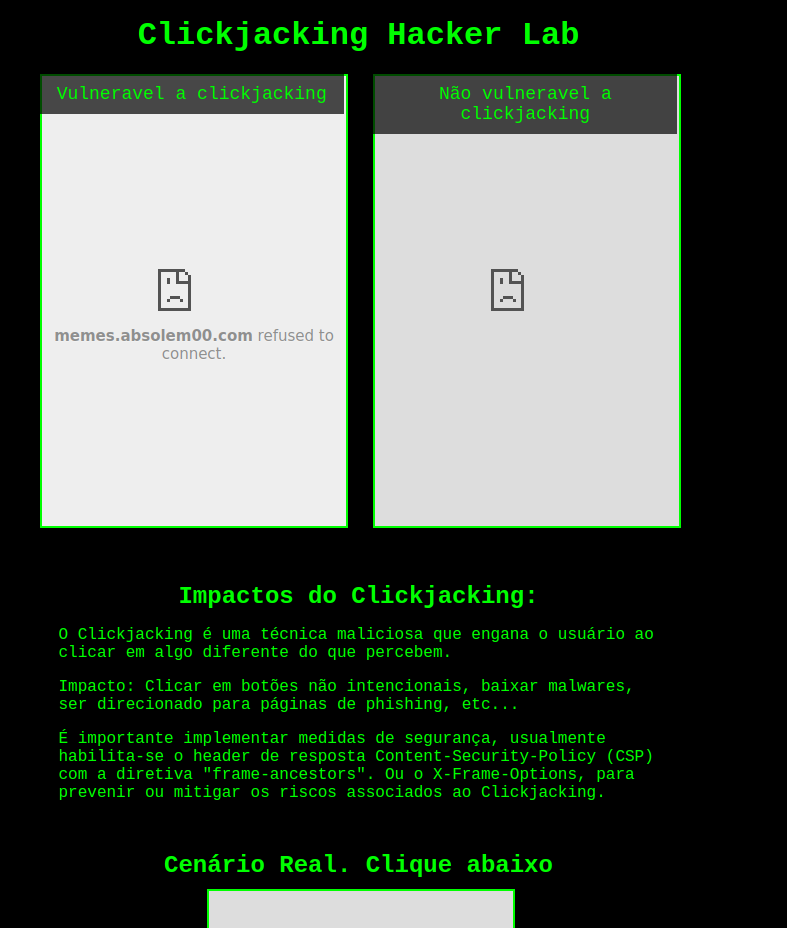 Clickjacking Hacker Lab
Vulneravel a clickjacking
Não vulneravel a
clickjacking
memes.absolem00.com refused to
connect.
Impactos do Clickjacking:
O Clickjacking é uma técnica maliciosa que engana o usuário ao
clicar em algo diferente do que percebem.
Impacto: Clicar em botões não intencionais, baixar malwares,
ser direcionado para páginas de phishing, etc...
É importante implementar medidas de segurança, usualmente
habilita-se o header de resposta Content-Security-Policy (CSP)
com a diretiva "frame-ancestors". Ou o X-Frame-Options, para
prevenir ou mitigar os riscos associados ao Clickjacking.
Cenário Real. Clique abaixo